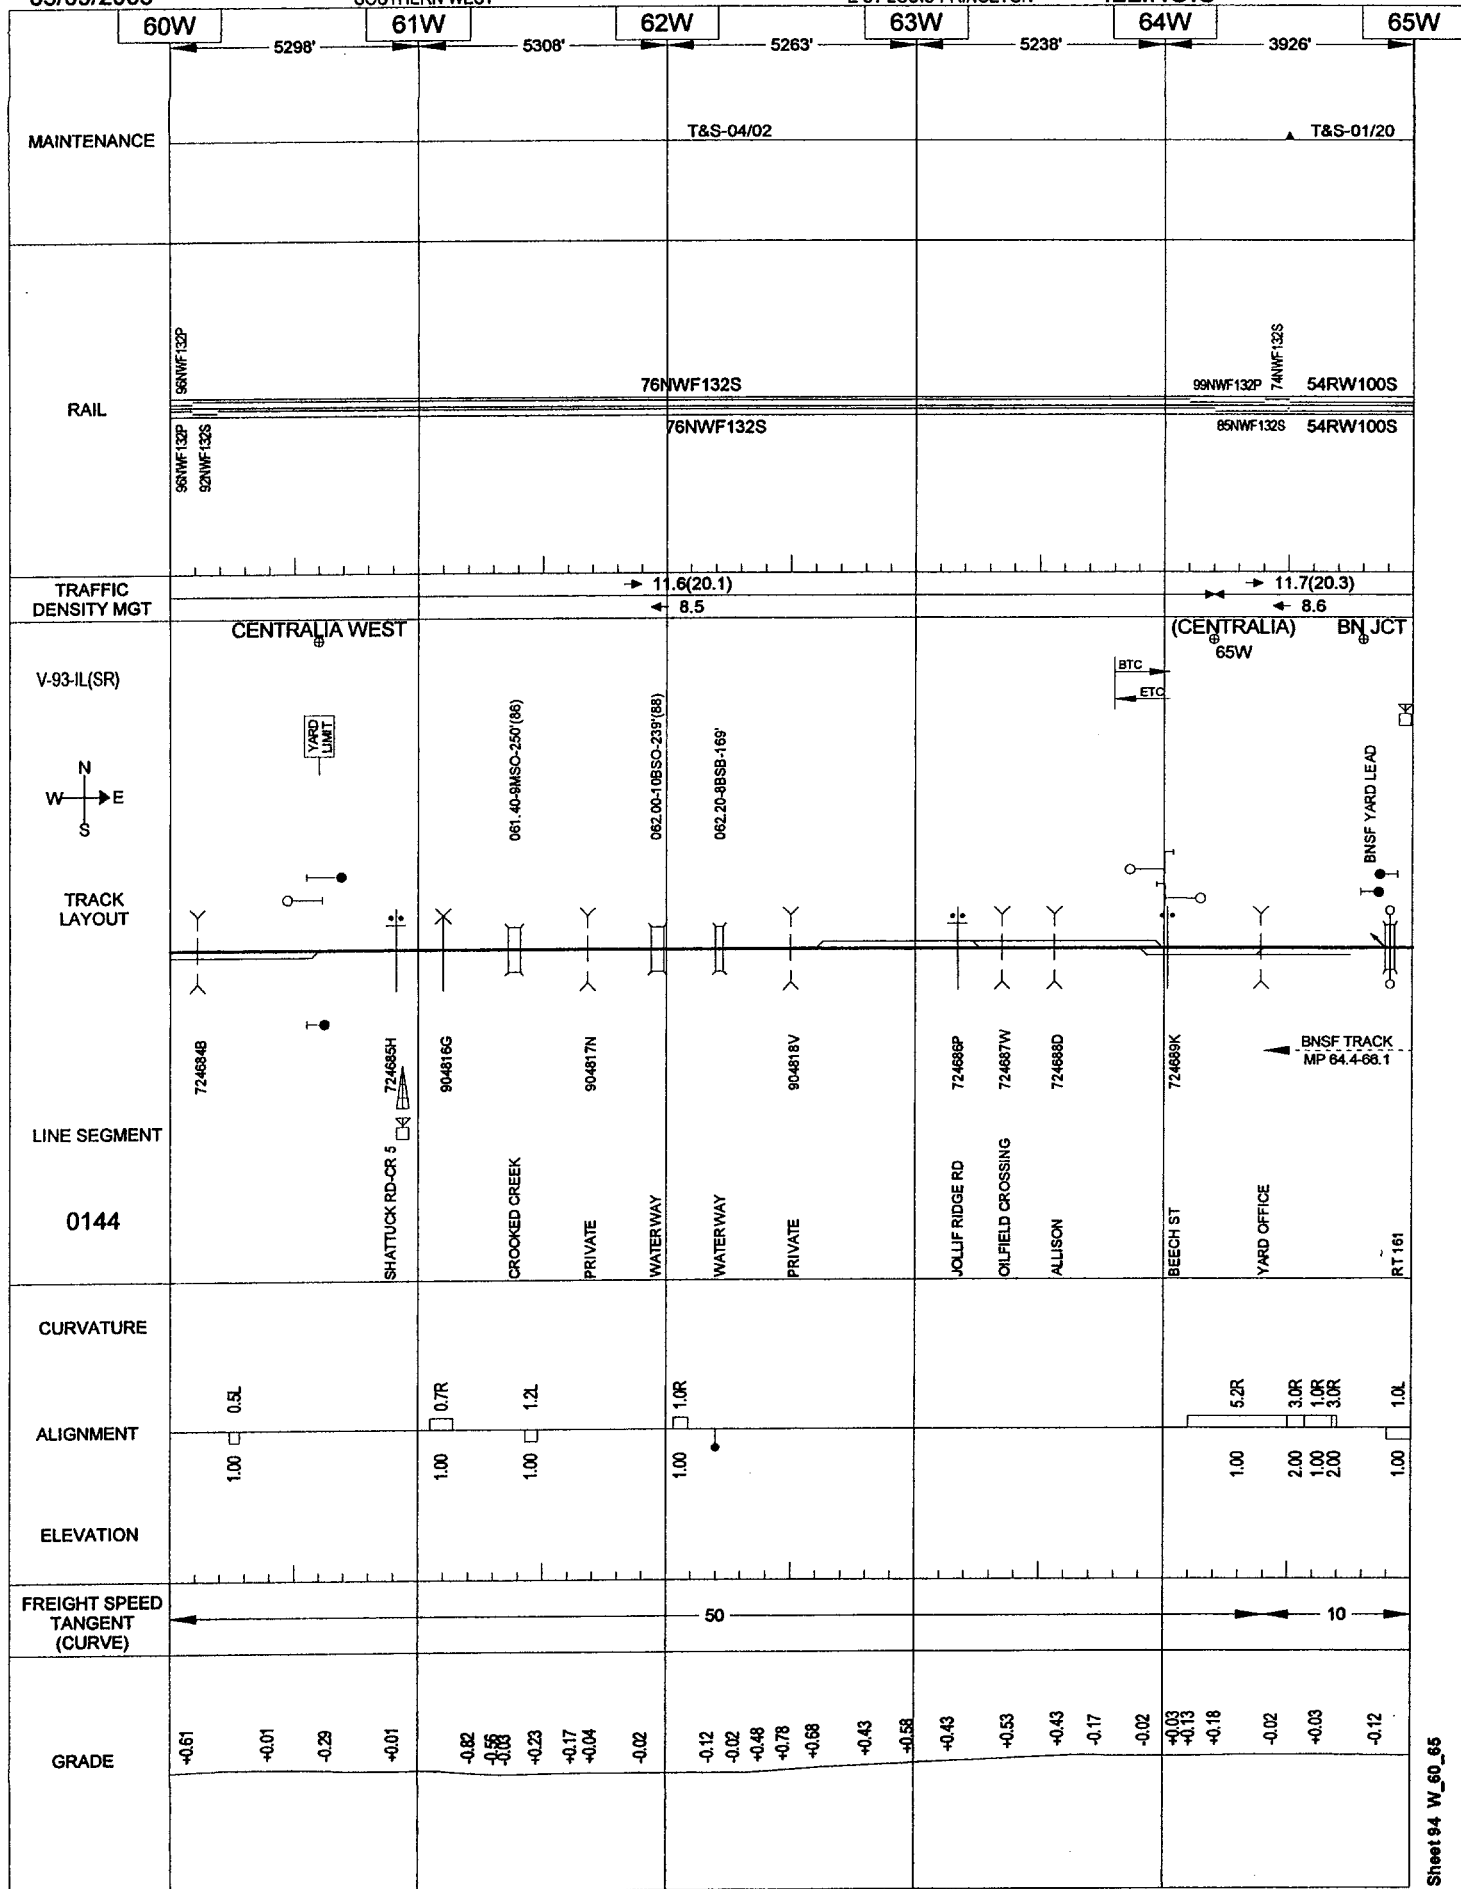 60W 61W 62W 63W 64W 65W
5298' 5308' 5263' 5238' 3926'
MAINTENANCE
T&S-04/02
T&S-01/20
RAIL
96NWF132P
76NWF132S
99NWF132P
74NWF132S
54RW100S
96NWF132P
92NWF132S
76NWF132S
85NWF132S
54RW100S
TRAFFIC
DENSITY MGT
11.6(20.1)
8.5
11.7(20.3)
8.6
CENTRALIA WEST
(CENTRALIA)
65W
BN JCT
V-93-IL(SR)
BTC
ETC
YARD
LIMIT
061.40-9MSO-250'(86)
062.00-10BSO-239'(88)
062.20-8BSB-169'
BNSF YARD LEAD
N
W E
S
TRACK
LAYOUT
724684B
724685H
904816G
904817N
904818V
724686P
724687W
724688D
724689K
BNSF TRACK
MP 64.4-66.1
LINE SEGMENT
0144
SHATTUCK RD-CR 5
CROOKED CREEK
PRIVATE
WATERWAY
WATERWAY
PRIVATE
JOLLIF RIDGE RD
OILFIELD CROSSING
ALLISON
BEECH ST
YARD OFFICE
RT 161
CURVATURE
0.5L 0.7R 1.2L 1.0R 5.2R 3.0R 1.0R 3.0R 1.0L
ALIGNMENT
1.00 1.00 1.00 1.00 1.00 2.00 1.00 2.00 1.00
ELEVATION
FREIGHT SPEED
TANGENT
(CURVE)
50
10
GRADE
+0.61 +0.01 -0.29 +0.01 -0.82 -0.56 -0.03 +0.23 +0.17 +0.04 -0.02 -0.12 -0.02 +0.48 +0.78 +0.68 +0.43 +0.58 +0.43 +0.53 +0.43 -0.17 -0.02 +0.03 +0.13 +0.18 -0.02 +0.03 -0.12
Sheet 94 W_60_65